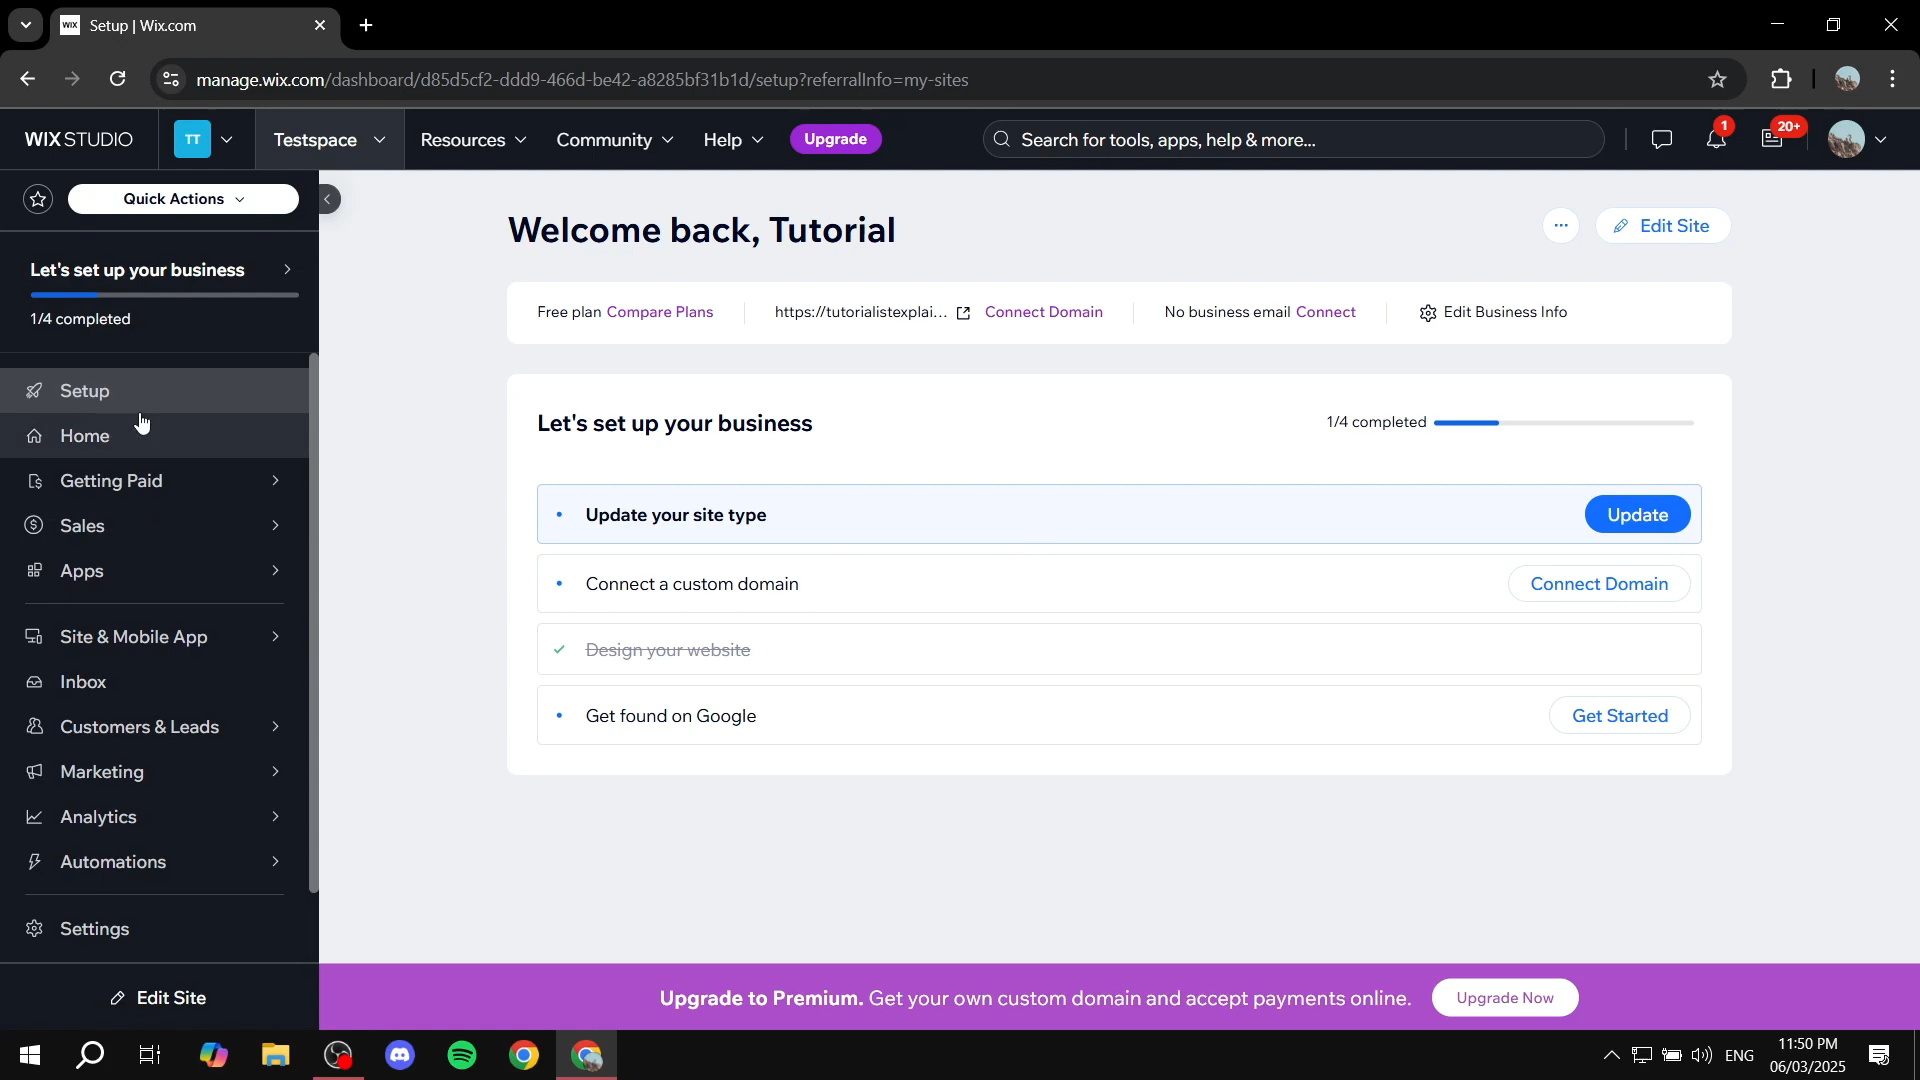 WIX
Setup | Wix.com
manage.wix.com/dashboard/d85d5cf2-ddd9-466d-be42-a8285bf31b1d/setup?referralInfo=my-sites
WIX STUDIO
TT
Testspace
Resources
Community
Help
Upgrade
Search for tools, apps, help & more...
1
20+
Quick Actions
Let's set up your business
1/4 completed
Setup
Home
Getting Paid
Sales
Apps
Site & Mobile App
Inbox
Customers & Leads
Marketing
Analytics
Automations
Settings
Edit Site
Welcome back, Tutorial
Edit Site
Free plan Compare Plans
https://tutorialistexplai... Connect Domain
No business email Connect
Edit Business Info
Let's set up your business
1/4 completed
Update your site type
Update
Connect a custom domain
Connect Domain
Design your website
Get found on Google
Get Started
Upgrade to Premium. Get your own custom domain and accept payments online.
Upgrade Now
ENG
11:50 PM
06/03/2025